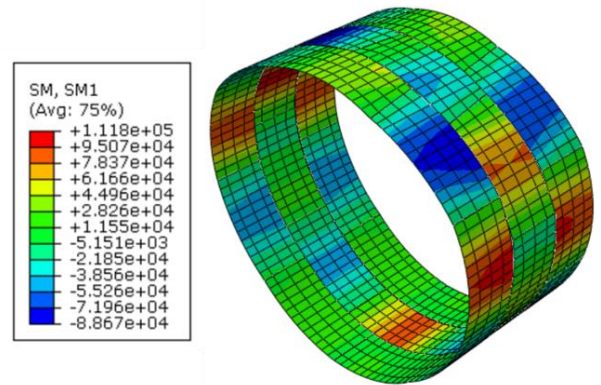 SM, SM1
(Avg: 75%)
+1.118e+05
+9.507e+04
+7.837e+04
+6.166e+04
+4.496e+04
+2.826e+04
+1.155e+04
-5.151e+03
-2.185e+04
-3.856e+04
-5.526e+04
-7.196e+04
-8.867e+04